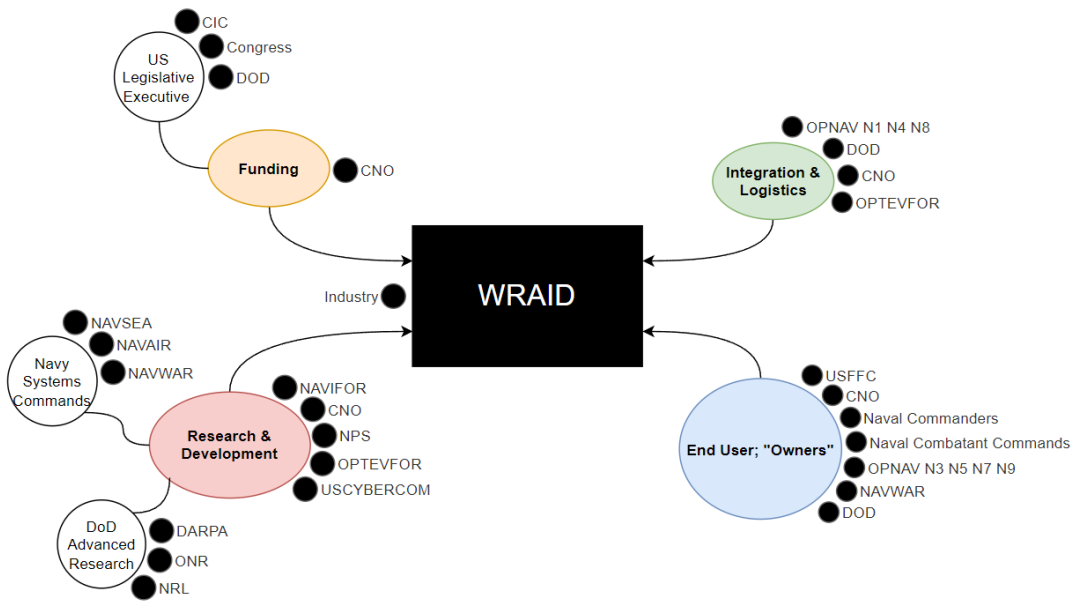 CIC
Congress
DOD
US
Legislative
Executive
Funding
CNO
OPNAV N1 N4 N8
DOD
CNO
OPTEVFOR
Integration &
Logistics
Industry
WRAID
NAVSEA
NAVAIR
NAVWAR
Navy
Systems
Commands
NAVIFOR
CNO
NPS
OPTEVFOR
USCYBERCOM
Research &
Development
DoD
Advanced
Research
DARPA
ONR
NRL
USFFC
CNO
Naval Commanders
Naval Combatant Commands
OPNAV N3 N5 N7 N9
NAVWAR
DOD
End User; "Owners"